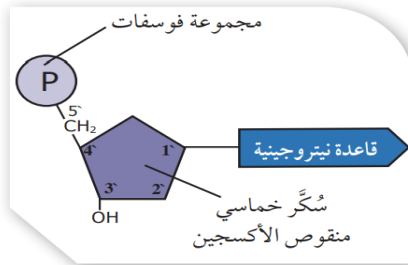 مجموعة فوسفات
P
5`
CH₂
4`
1`
قاعدة نيتروجينية
3`
2`
OH
سُكَّر خماسي
منقوص الأكسجين